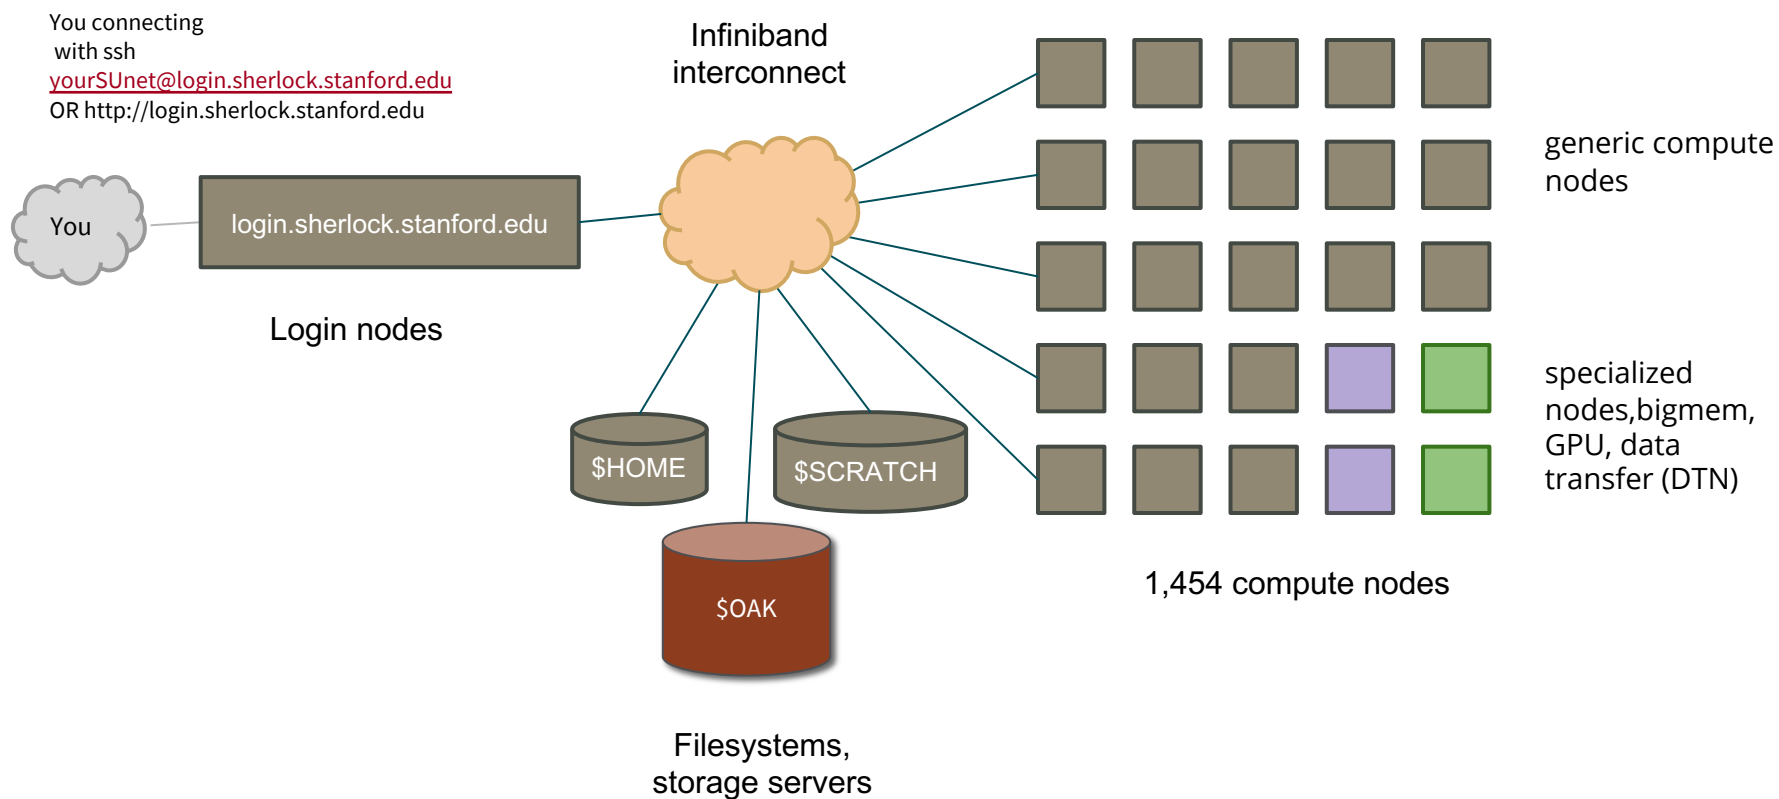 You connecting
with ssh
yourSUnet@login.sherlock.stanford.edu
OR http://login.sherlock.stanford.edu
Infiniband
interconnect
You
login.sherlock.stanford.edu
Login nodes
generic compute
nodes
specialized
nodes,bigmem,
GPU, data
transfer (DTN)
$HOME
$SCRATCH
$OAK
1,454 compute nodes
Filesystems,
storage servers